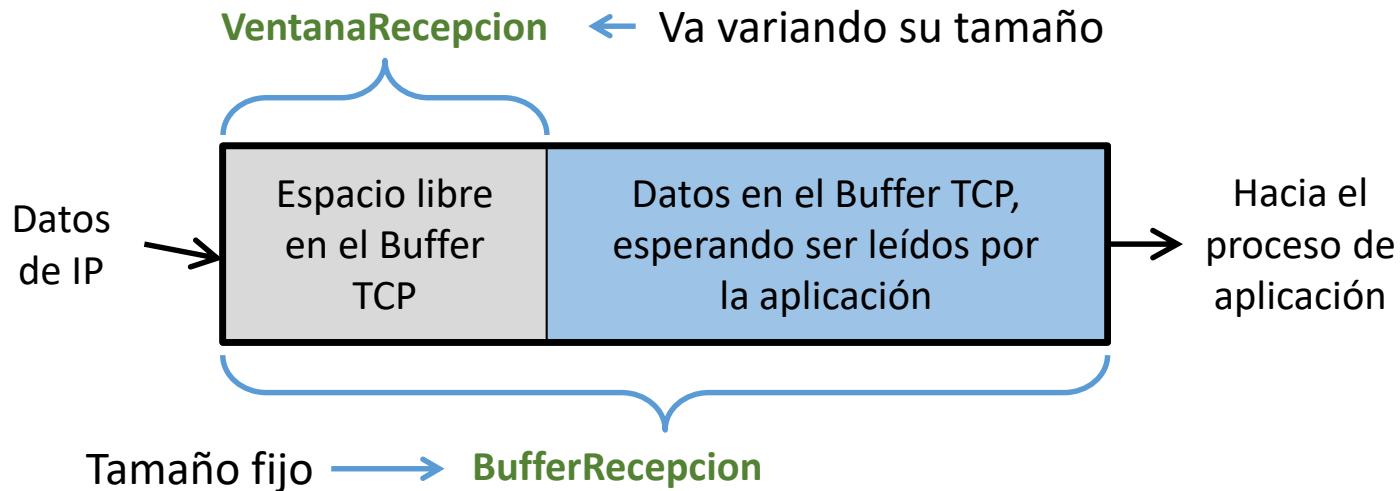 VentanaRecepcion
Va variando su tamaño
Datos
de IP
Espacio libre
en el Buffer
TCP
Datos en el Buffer TCP,
esperando ser leídos por
la aplicación
Hacia el
proceso de
aplicación
Tamaño fijo
BufferRecepcion